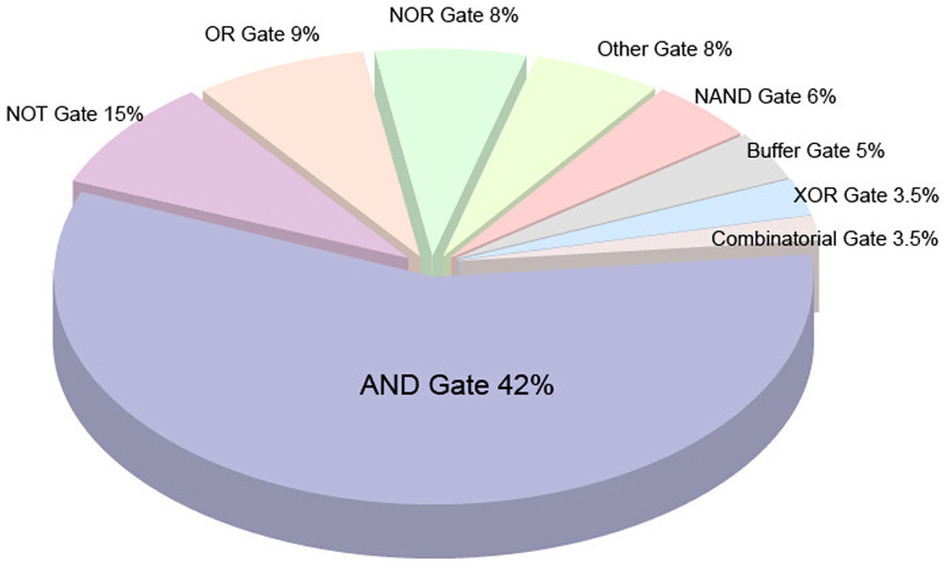 NOR Gate 8%
OR Gate 9%
Other Gate 8%
NAND Gate 6%
NOT Gate 15%
Buffer Gate 5%
XOR Gate 3.5%
Combinatorial Gate 3.5%
AND Gate 42%